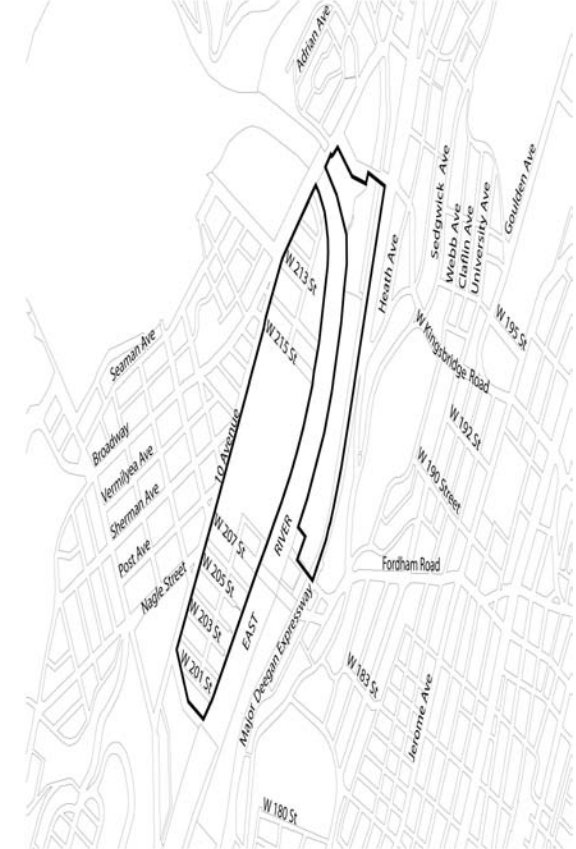 Adrian Ave
Sedgwick Ave
Webb Ave
Claflin Ave
University Ave
Goulden Ave
Heath Ave
W 213 St
W 215 St
W 195 St
W Kingsbridge Road
Seaman Ave
Broadway
Vermilyea Ave
Sherman Ave
Post Ave
Nagle Street
10 Avenue
W 192 St
W 190 Street
W 207 St
W 205 St
W 203 St
W 201 St
EAST
RIVER
Fordham Road
Major Deegan Expressway
W 183 St
Jerome Ave
W 180 St